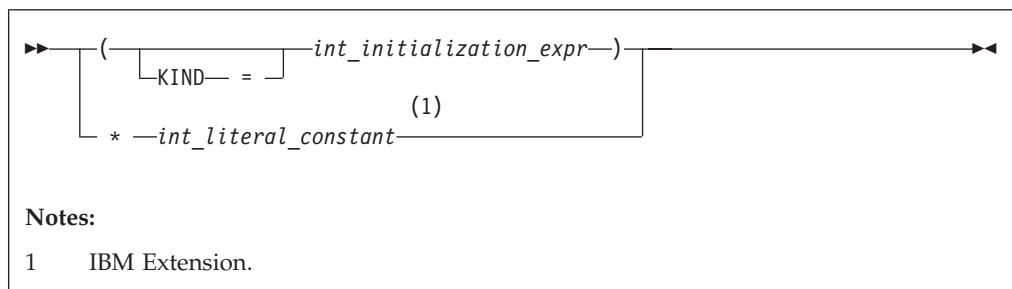 ( int_initialization_expr )
KIND =
(1)
* int_literal_constant
Notes:
1 IBM Extension.